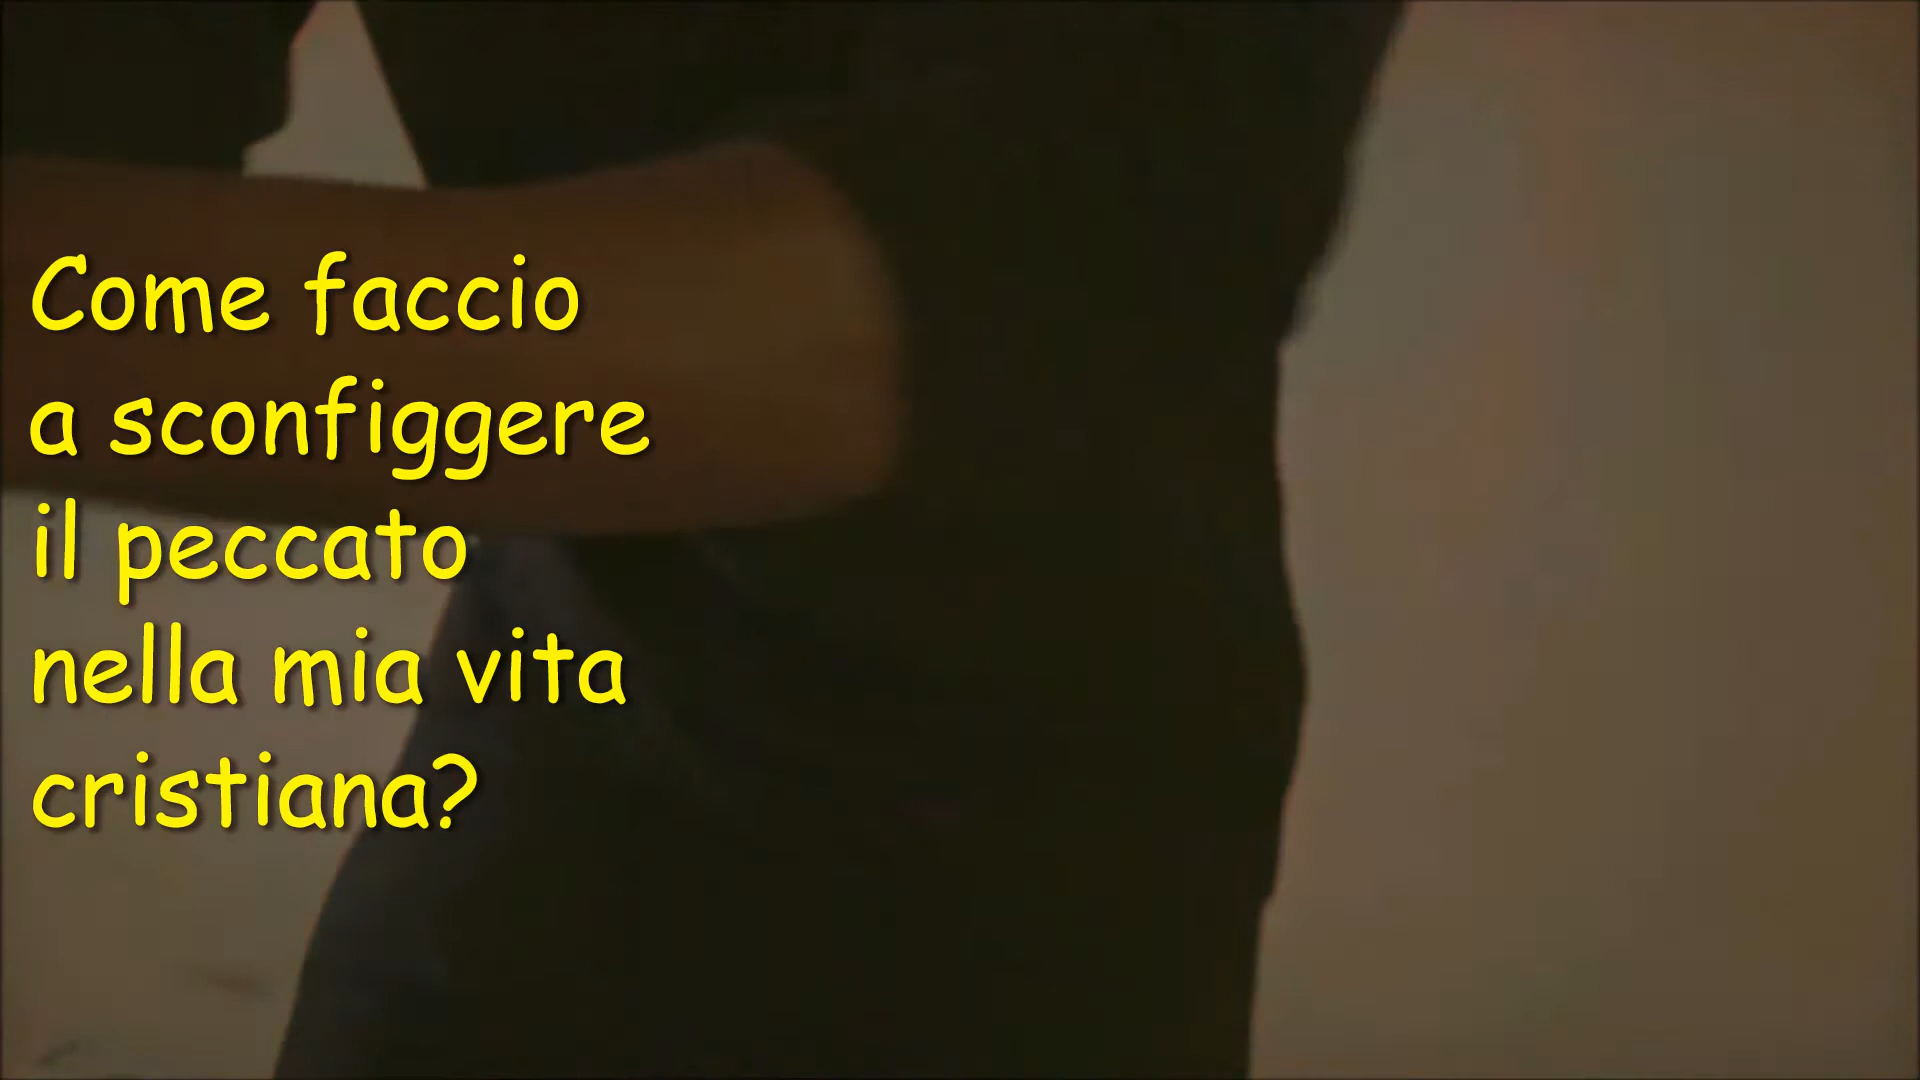 Come faccio
a sconfiggere
il peccato
nella mia vita
cristiana?